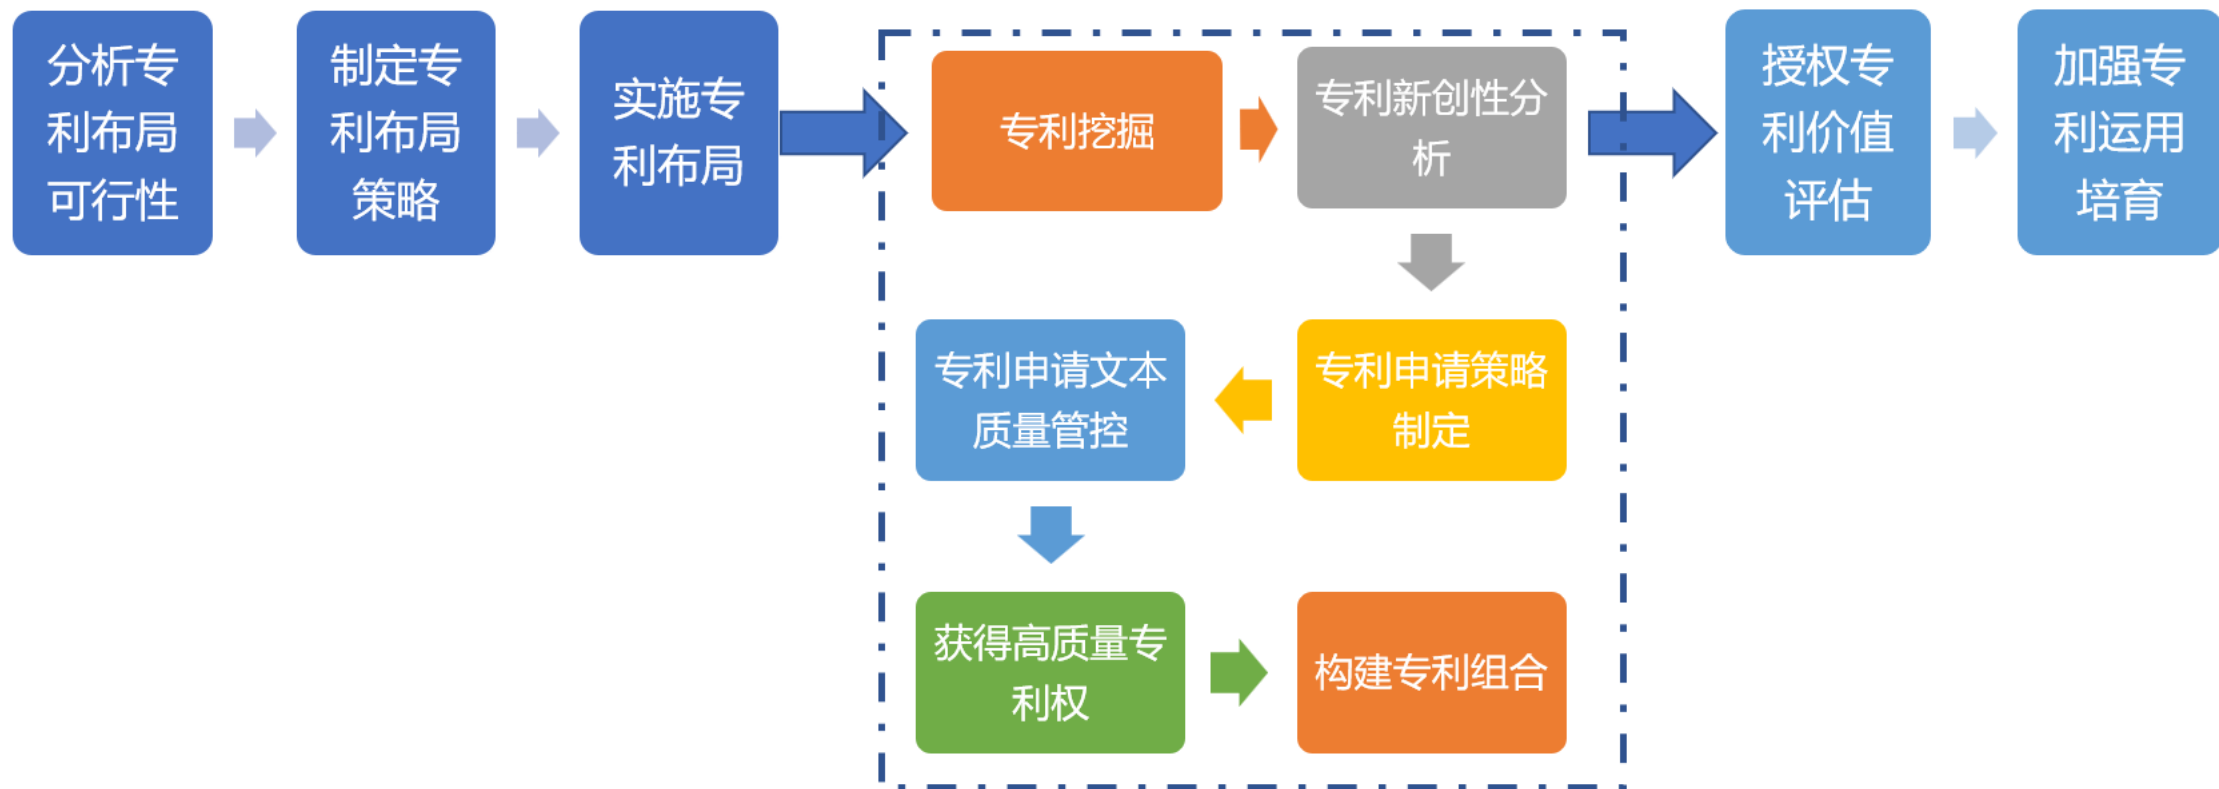 分析专
利布局
可行性
制定专
利布局
策略
实施专
利布局
专利挖掘
专利新创性分
析
专利申请策略
制定
专利申请文本
质量管控
获得高质量专
利权
构建专利组合
授权专
利价值
评估
加强专
利运用
培育